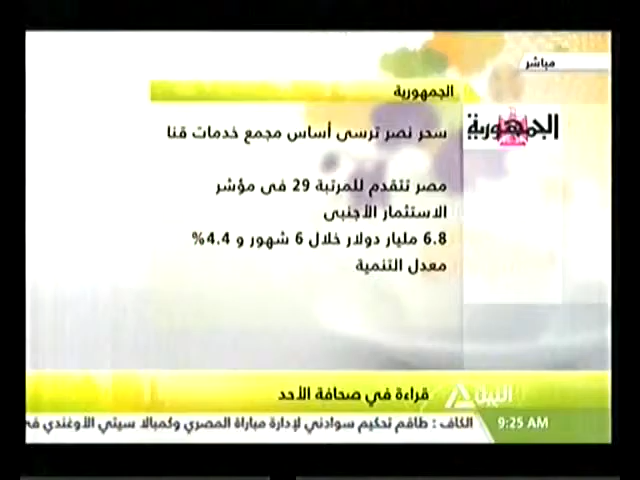 مباشر
الجمهورية
الجمهورية
سحر نصر ترسى أساس مجمع خدمات قنا
مصر تتقدم للمرتبة 29 فى مؤشر
الاستثمار الأجنبى
6.8 مليار دولار خلال 6 شهور و 4.4%
معدل التنمية
النيل
قراءة في صحافة الأحد
9:25 AM
الكاف : طاقم تحكيم سوادني لإدارة مباراة المصري وكمبالا سيتي الأوغندي في